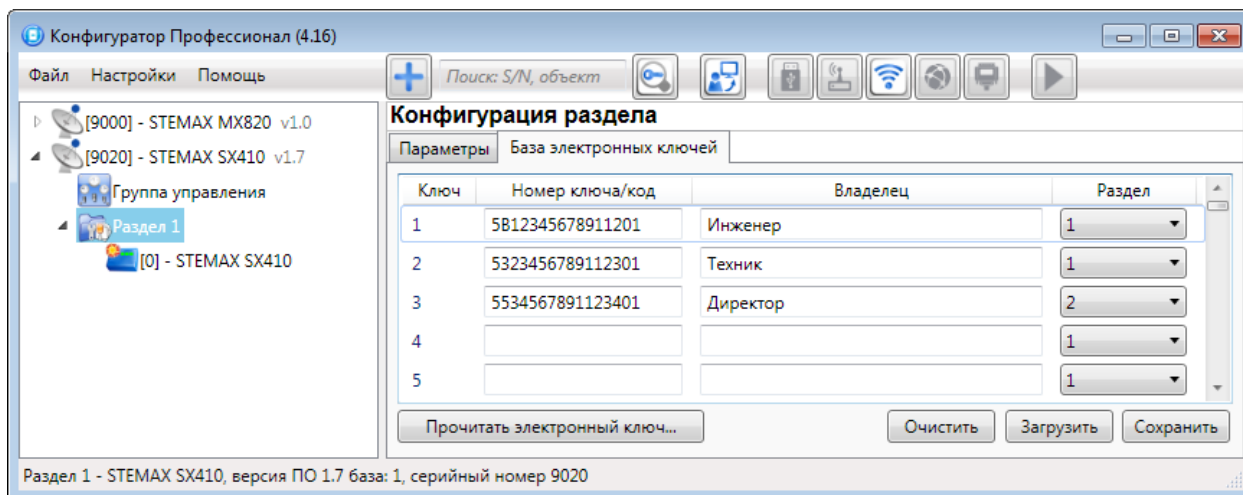 Конфигуратор Профессионал (4.16)
Файл Настройки Помощь
Поиск: S/N, объект
[9000] - STEMAX MX820 v1.0
[9020] - STEMAX SX410 v1.7
Группа управления
Раздел 1
[0] - STEMAX SX410
Конфигурация раздела
Параметры База электронных ключей
Ключ Номер ключа/код Владелец Раздел
1 5B12345678911201 Инженер 1
2 5323456789112301 Техник 1
3 5534567891123401 Директор 2
4 1
5 1
Прочитать электронный ключ... Очистить Загрузить Сохранить
Раздел 1 - STEMAX SX410, версия ПО 1.7 база: 1, серийный номер 9020